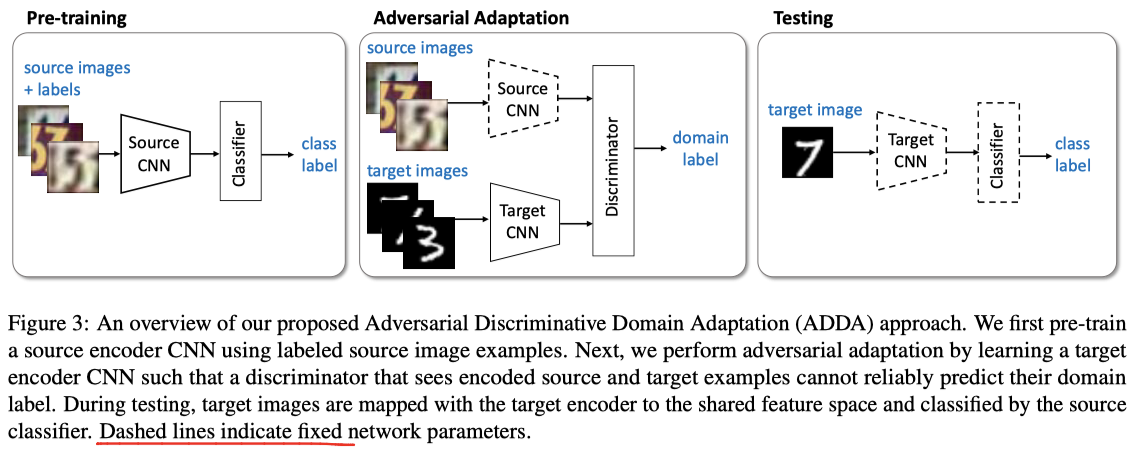 Pre-training
Adversarial Adaptation
Testing
source images
+ labels
Source
CNN
Classifier
class
label
source images
Source
CNN
target images
Target
CNN
Discriminator
domain
label
target image
7
Target
CNN
Classifier
class
label
3
Figure 3: An overview of our proposed Adversarial Discriminative Domain Adaptation (ADDA) approach. We first pre-train
a source encoder CNN using labeled source image examples. Next, we perform adversarial adaptation by learning a target
encoder CNN such that a discriminator that sees encoded source and target examples cannot reliably predict their domain
label. During testing, target images are mapped with the target encoder to the shared feature space and classified by the source
classifier. Dashed lines indicate fixed network parameters.